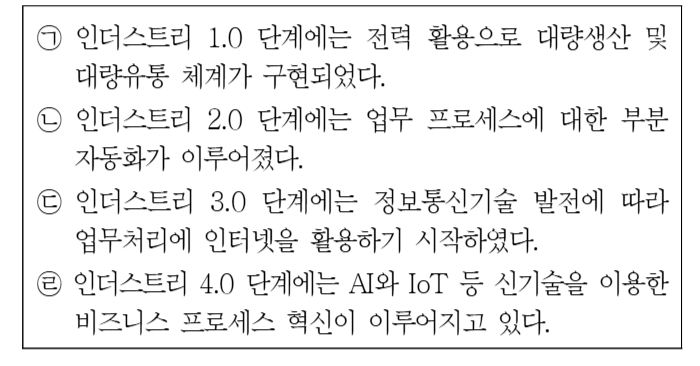 ㉠ 인더스트리 1.0 단계에는 전력 활용으로 대량생산 및
대량유통 체계가 구현되었다.
㉡ 인더스트리 2.0 단계에는 업무 프로세스에 대한 부분
자동화가 이루어졌다.
㉢ 인더스트리 3.0 단계에는 정보통신기술 발전에 따라
업무처리에 인터넷을 활용하기 시작하였다.
㉣ 인더스트리 4.0 단계에는 AI와 IoT 등 신기술을 이용한
비즈니스 프로세스 혁신이 이루어지고 있다.